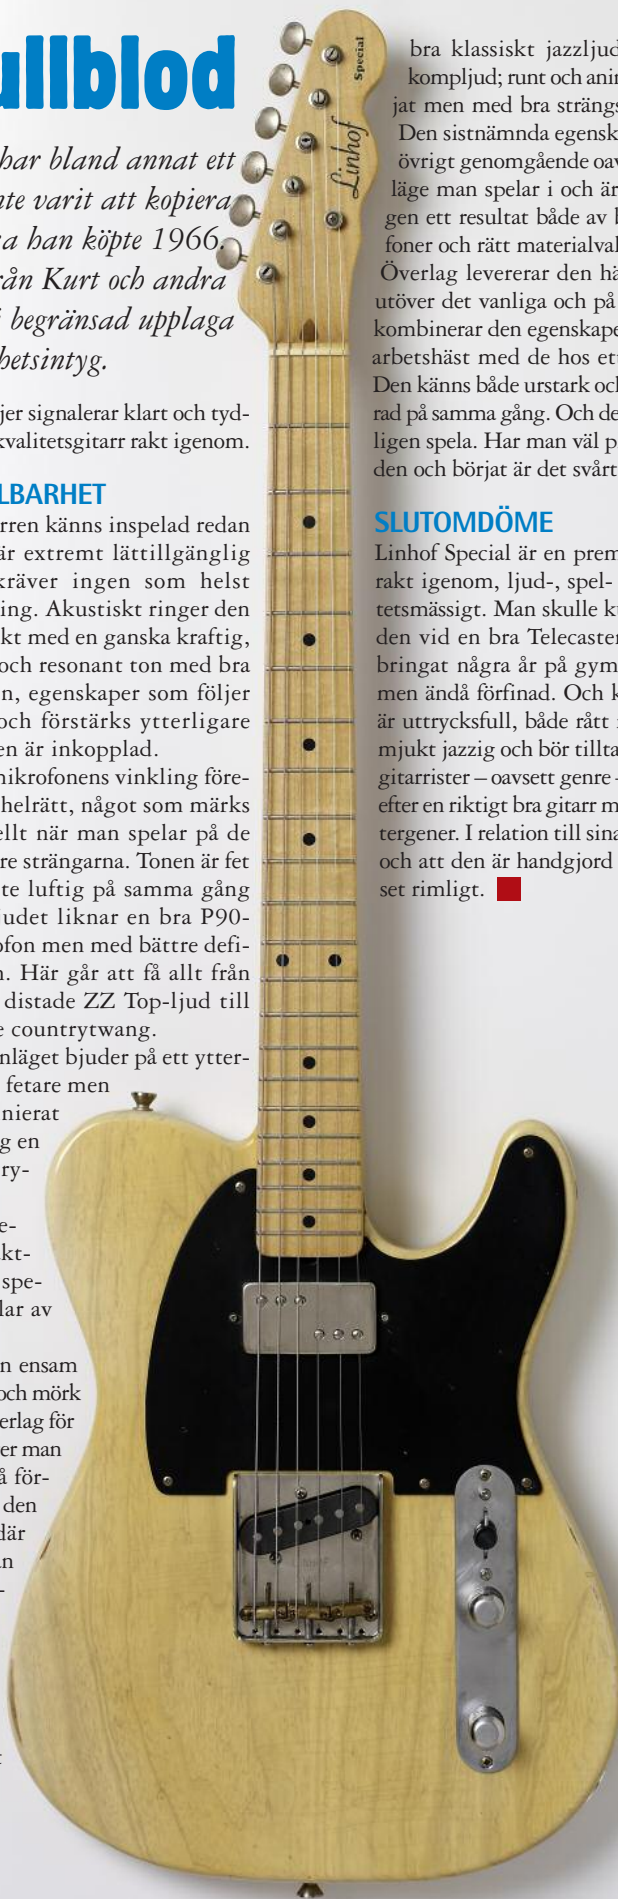 ullblod
har bland annat ett
nte varit att kopiera
a han köpte 1966.
rån Kurt och andra
i begränsad upplaga
hetsintyg.
jer signalerar klart och tyd-
kvalitetsgitarr rakt igenom.
LBARHET
rren känns inspelad redan
är extremt lättillgänglig
kräver ingen som helst
ing. Akustiskt ringer den
kt med en ganska kraftig,
och resonant ton med bra
n, egenskaper som följer
och förstärks ytterligare
en är inkopplad.
mikrofonens vinkling före-
helrätt, något som märks
ellt när man spelar på de
re strängarna. Tonen är fet
te luftig på samma gång
judet liknar en bra P90-
ofon men med bättre defi-
n. Här går att få allt från
distade ZZ Top-ljud till
e countrytwang.
nläget bjuder på ett ytter-
fetare men
nierat
g en
ry-
e-
kt-
spe-
lar av
n ensam
och mörk
erlag för
er man
å för-
den
där
an
-
Special
Linhof
bra klassiskt jazzljud
kompljud; runt och anin
jat men med bra strängs
Den sistnämnda egensk
övrigt genomgående oav
läge man spelar i och är
gen ett resultat både av b
foner och rätt materialval
Överlag levererar den hä
utöver det vanliga och på
kombinerar den egenskape
arbetshäst med de hos ett
Den känns både urstark och
rad på samma gång. Och de
ligen spela. Har man väl p
den och börjat är det svårt
SLUTOMDÖME
Linhof Special är en prem
rakt igenom, ljud-, spel-
tetsmässigt. Man skulle ku
den vid en bra Telecaster
bringat några år på gym
men ändå förfinad. Och k
är uttrycksfull, både rått r
mjukt jazzig och bör tillta
gitarrister – oavsett genre –
efter en riktigt bra gitarr m
tergener. I relation till sina
och att den är handgjord
set rimligt.